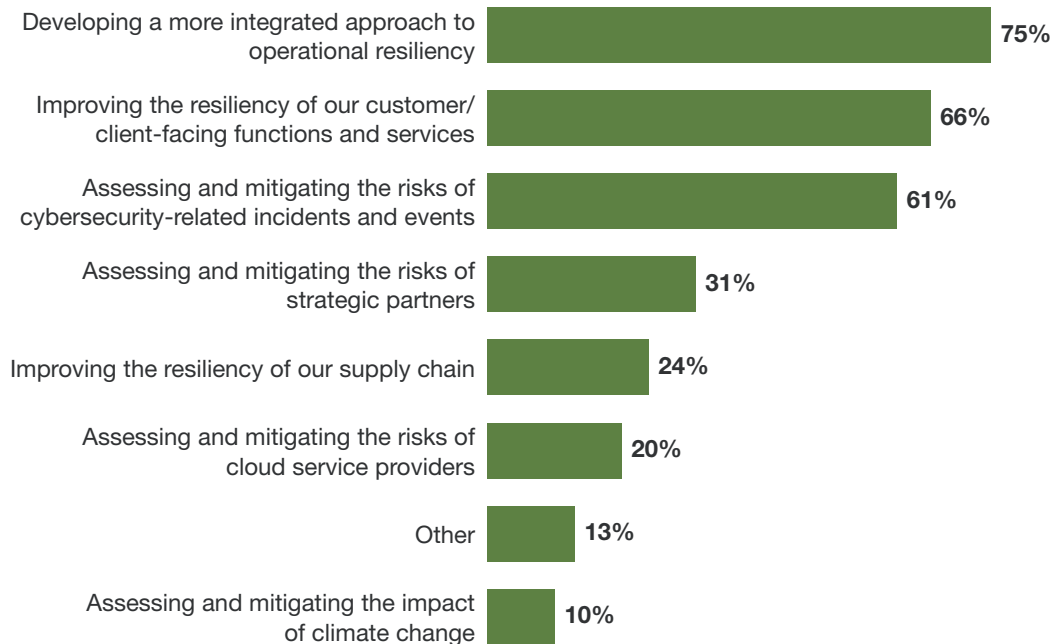 Developing a more integrated approach to
operational resiliency
75%
Improving the resiliency of our customer/
client-facing functions and services
66%
Assessing and mitigating the risks of
cybersecurity-related incidents and events
61%
Assessing and mitigating the risks of
strategic partners
31%
Improving the resiliency of our supply chain
24%
Assessing and mitigating the risks of
cloud service providers
20%
Other
13%
Assessing and mitigating the impact
of climate change
10%